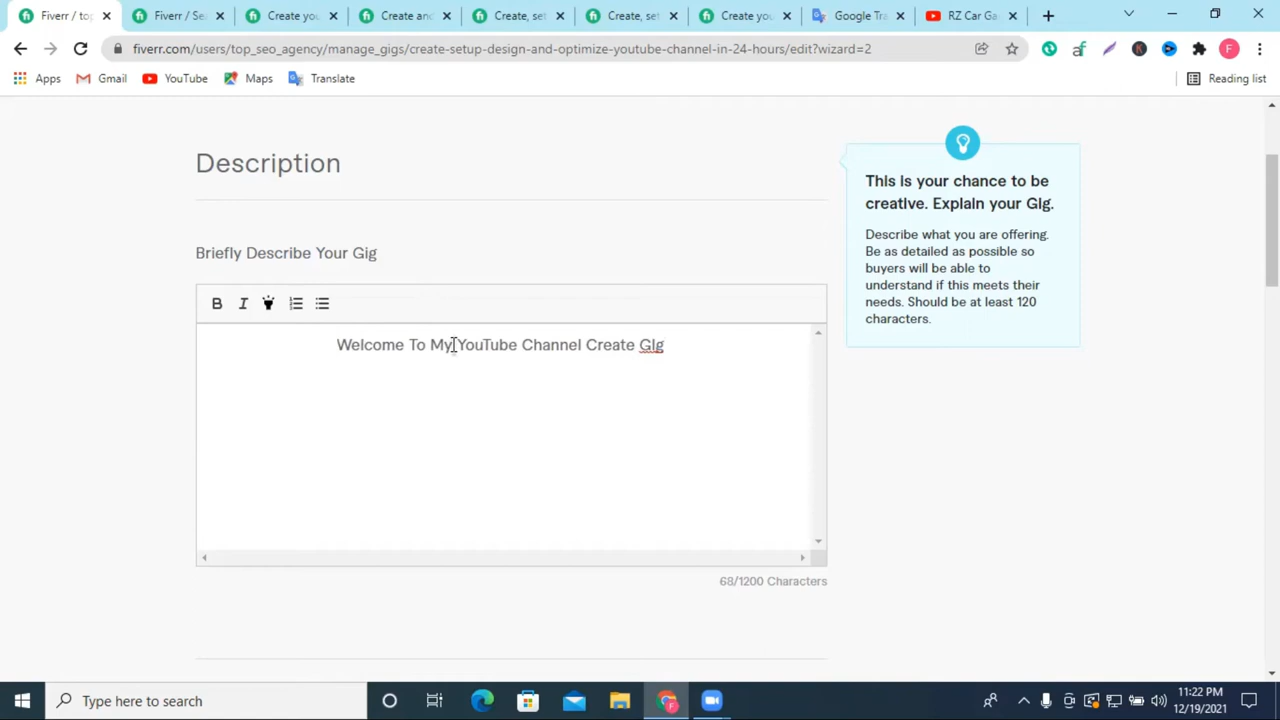 Fiverr / top
Fiverr / Sea
Create you
Create and
Create, set
Create, set
Create you
Google Tra
RZ Car Ga
fiverr.com/users/top_seo_agency/manage_gigs/create-setup-design-and-optimize-youtube-channel-in-24-hours/edit?wizard=2
F
Apps
Gmail
YouTube
Maps
Translate
Reading list
Description
This is your chance to be
creative. Explain your Gig.
Describe what you are offering.
Be as detailed as possible so
buyers will be able to
understand if this meets their
needs. Should be at least 120
characters.
Briefly Describe Your Gig
B I
Welcome To My YouTube Channel Create GIg
68/1200 Characters
Type here to search
11:22 PM
12/19/2021